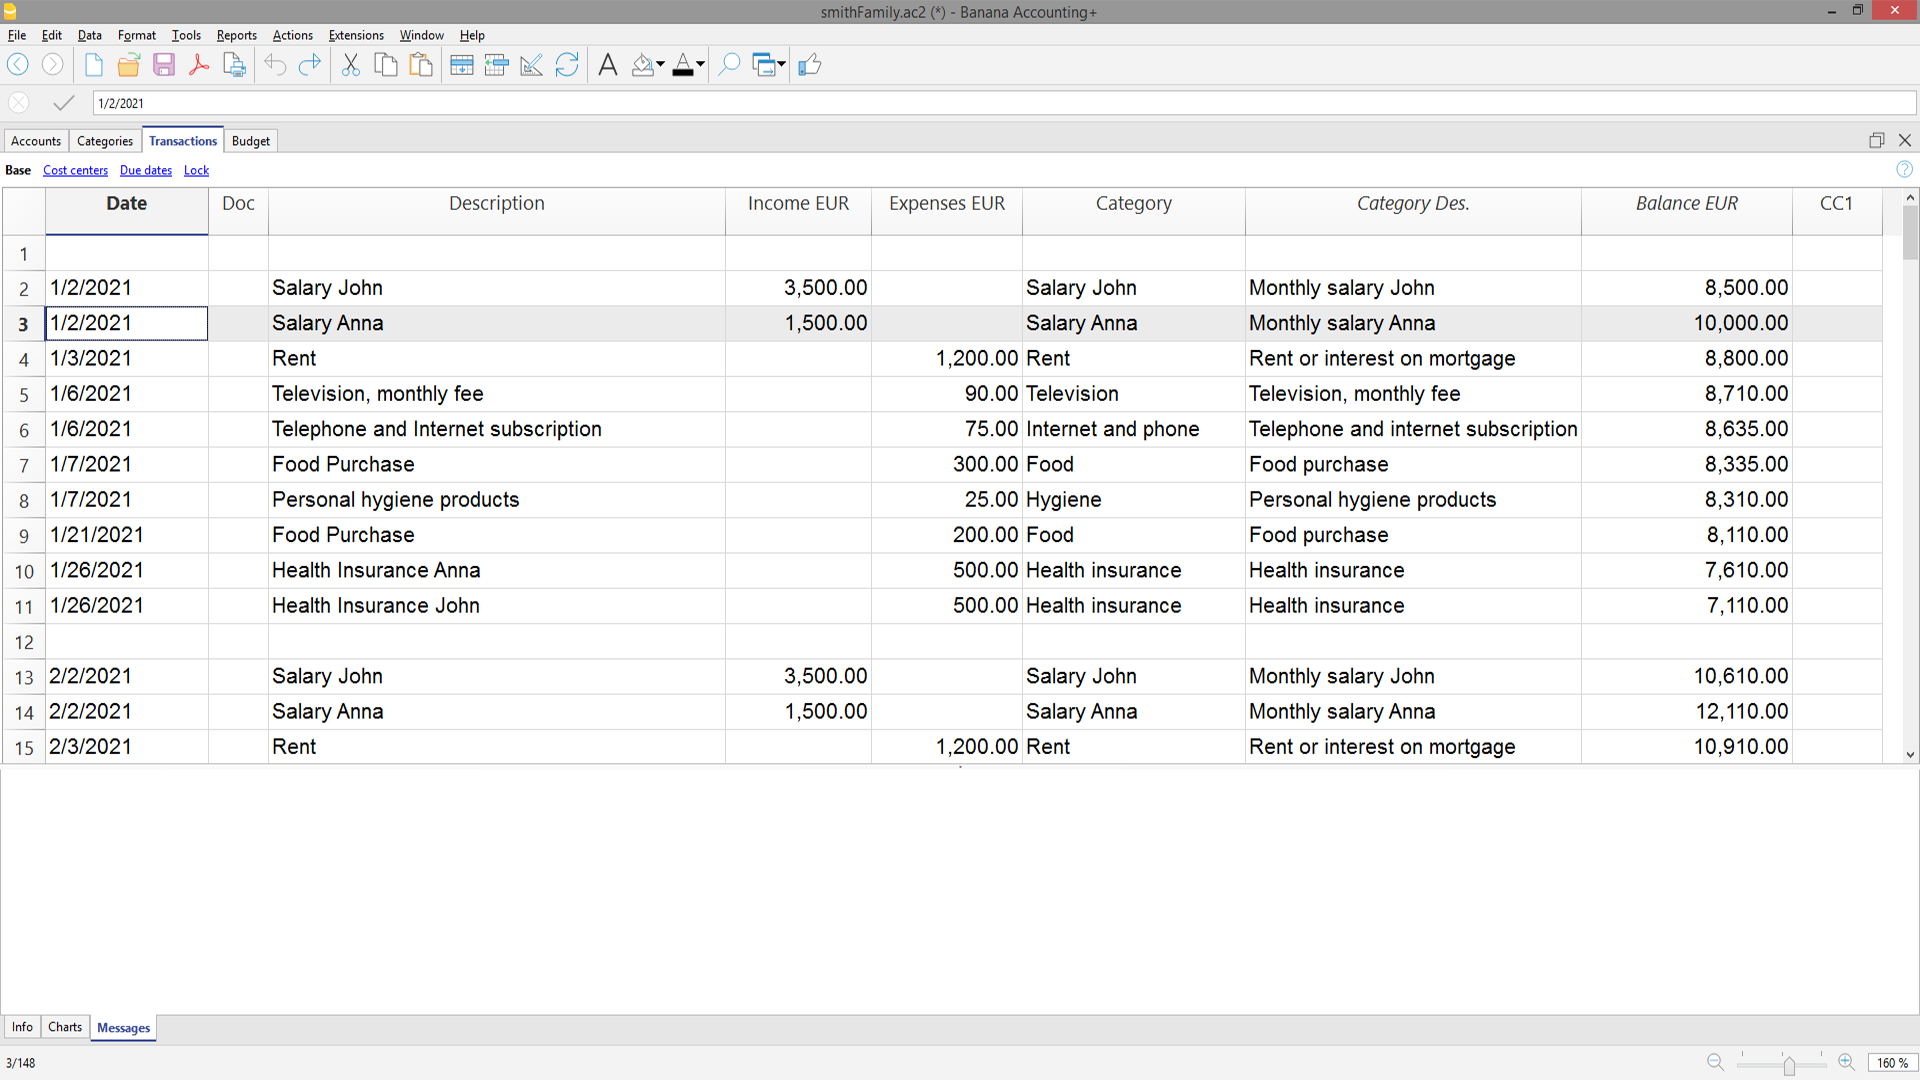 smithFamily.ac2 (*) - Banana Accounting+
File Edit Data Format Tools Reports Actions Extensions Window Help
1/2/2021
Accounts Categories Transactions Budget
Base Cost centers Due dates Lock
Date Doc Description Income EUR Expenses EUR Category Category Des. Balance EUR CC1
1
2 1/2/2021 Salary John 3,500.00 Salary John Monthly salary John 8,500.00
3 1/2/2021 Salary Anna 1,500.00 Salary Anna Monthly salary Anna 10,000.00
4 1/3/2021 Rent 1,200.00 Rent Rent or interest on mortgage 8,800.00
5 1/6/2021 Television, monthly fee 90.00 Television Television, monthly fee 8,710.00
6 1/6/2021 Telephone and Internet subscription 75.00 Internet and phone Telephone and internet subscription 8,635.00
7 1/7/2021 Food Purchase 300.00 Food Food purchase 8,335.00
8 1/7/2021 Personal hygiene products 25.00 Hygiene Personal hygiene products 8,310.00
9 1/21/2021 Food Purchase 200.00 Food Food purchase 8,110.00
10 1/26/2021 Health Insurance Anna 500.00 Health insurance Health insurance 7,610.00
11 1/26/2021 Health Insurance John 500.00 Health insurance Health insurance 7,110.00
12
13 2/2/2021 Salary John 3,500.00 Salary John Monthly salary John 10,610.00
14 2/2/2021 Salary Anna 1,500.00 Salary Anna Monthly salary Anna 12,110.00
15 2/3/2021 Rent 1,200.00 Rent Rent or interest on mortgage 10,910.00
Info Charts Messages
3/148 160 %